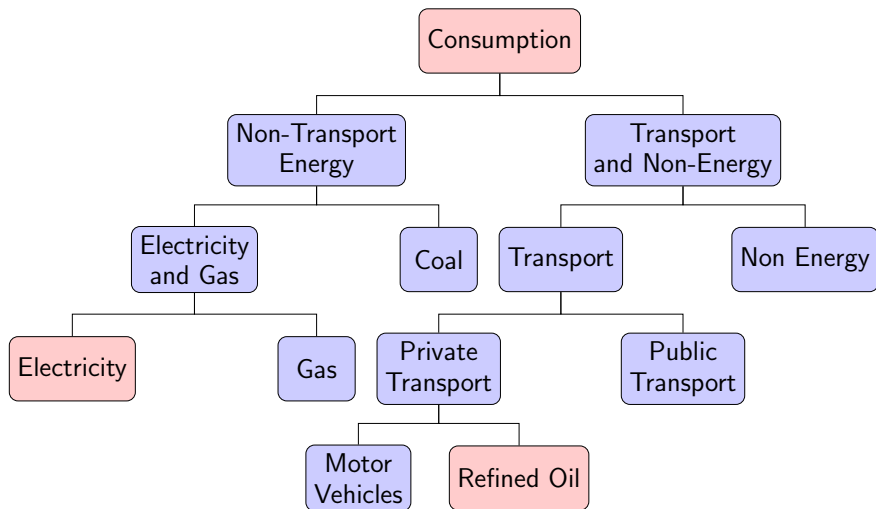 Consumption
Non-Transport
Energy
Transport
and Non-Energy
Electricity
and Gas
Coal
Transport
Non Energy
Electricity
Gas
Private
Transport
Public
Transport
Motor
Vehicles
Refined Oil